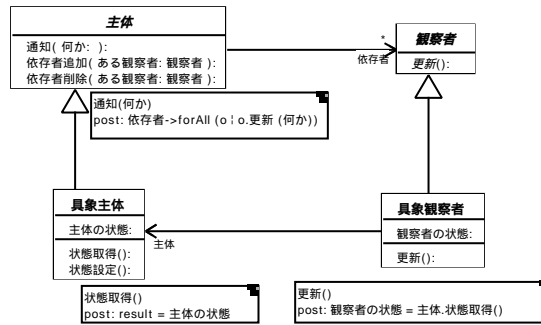 主体
通知( 何か: ):
依存者追加( ある観察者: 観察者 ):
依存者削除( ある観察者: 観察者 ):
*
依存者
観察者
更新():
通知(何か)
post: 依存者->forAll (o ¦ o.更新 (何か))
具象主体
主体の状態:
状態取得():
状態設定():
主体
具象観察者
観察者の状態:
更新():
状態取得()
post: result = 主体の状態
更新()
post: 観察者の状態 = 主体.状態取得()